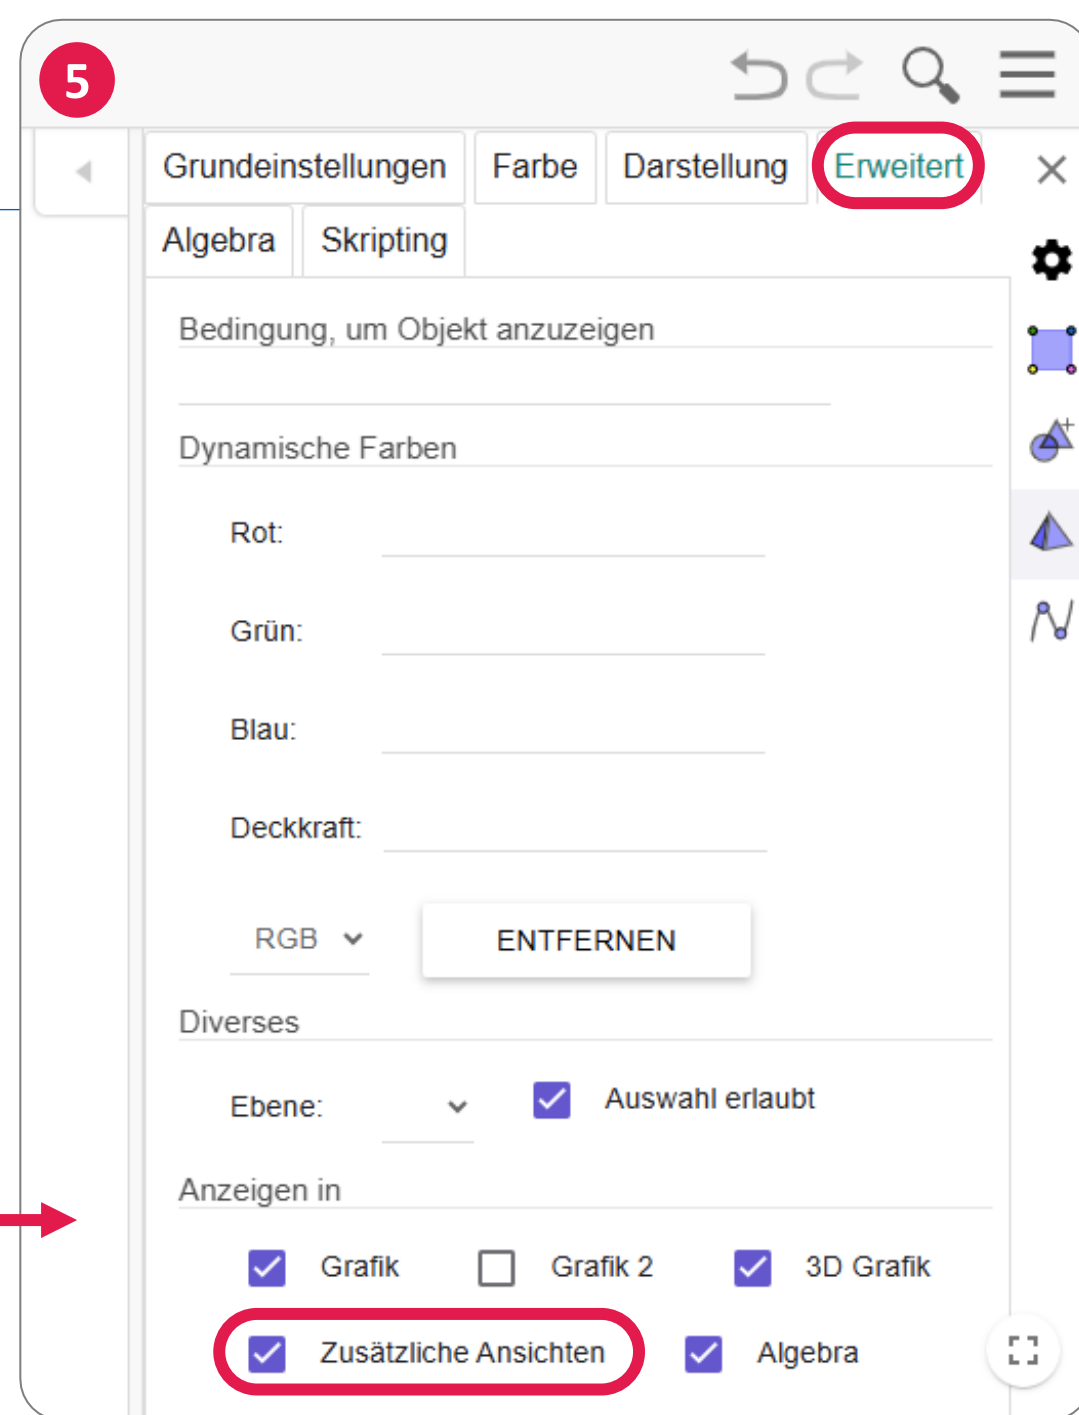 5
Grundeinstellungen Farbe Darstellung Erweitert
Algebra Skripting
Bedingung, um Objekt anzuzeigen
Dynamische Farben
Rot:
Grün:
Blau:
Deckkraft:
RGB ENTFERNEN
Diverses
Ebene: Auswahl erlaubt
Anzeigen in
Grafik Grafik 2 3D Grafik
Zusätzliche Ansichten Algebra